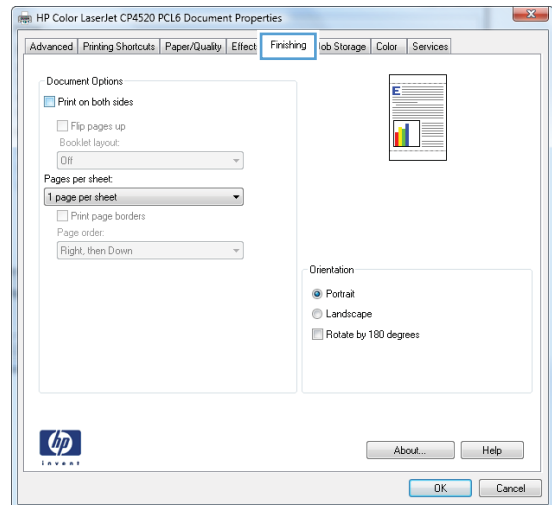 HP Color LaserJet CP4520 PCL6 Document Properties
Advanced Printing Shortcuts Paper/Quality Effect Finishing ob Storage Color Services
Document Options
Print on both sides
Flip pages up
Booklet layout:
Off
Pages per sheet:
1 page per sheet
Print page borders
Page order:
Right, then Down
E
Orientation
Portrait
Landscape
Rotate by 180 degrees
hp
invent
About... Help
OK Cancel